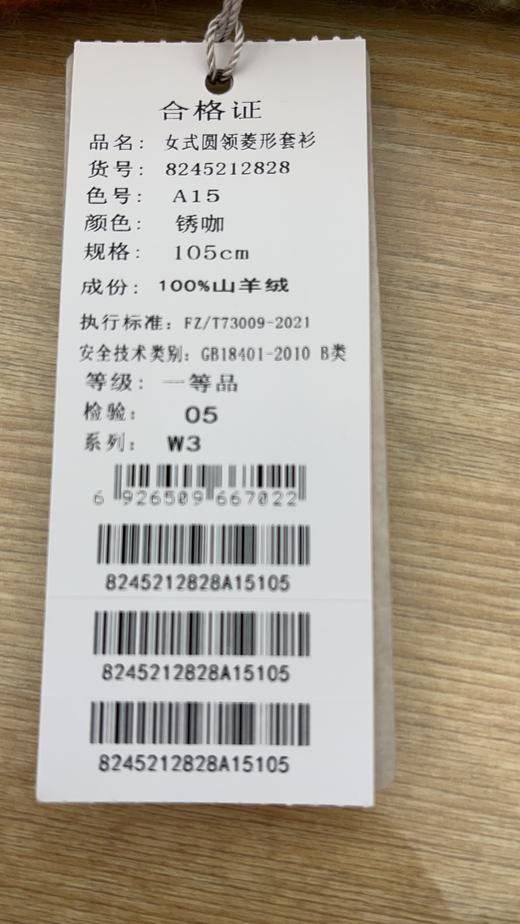 合格证
品名: 女式圆领菱形套衫
货号: 8245212828
色号: A15
颜色: 锈咖
规格: 105cm
成份: 100%山羊绒
执行标准: FZ/T73009-2021
安全技术类别: GB18401-2010 B类
等级: 一等品
检验: 05
系列: W3
6 926509 667022
8245212828A15105
8245212828A15105
8245212828A15105